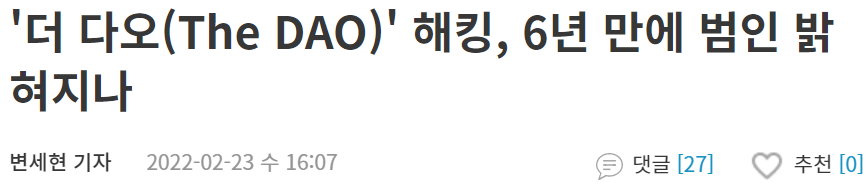 '더 다오(The DAO)' 해킹, 6년 만에 범인 밝
혀지나
변세현 기자 2022-02-23 수 16:07 댓글 [27] 추천 [0]